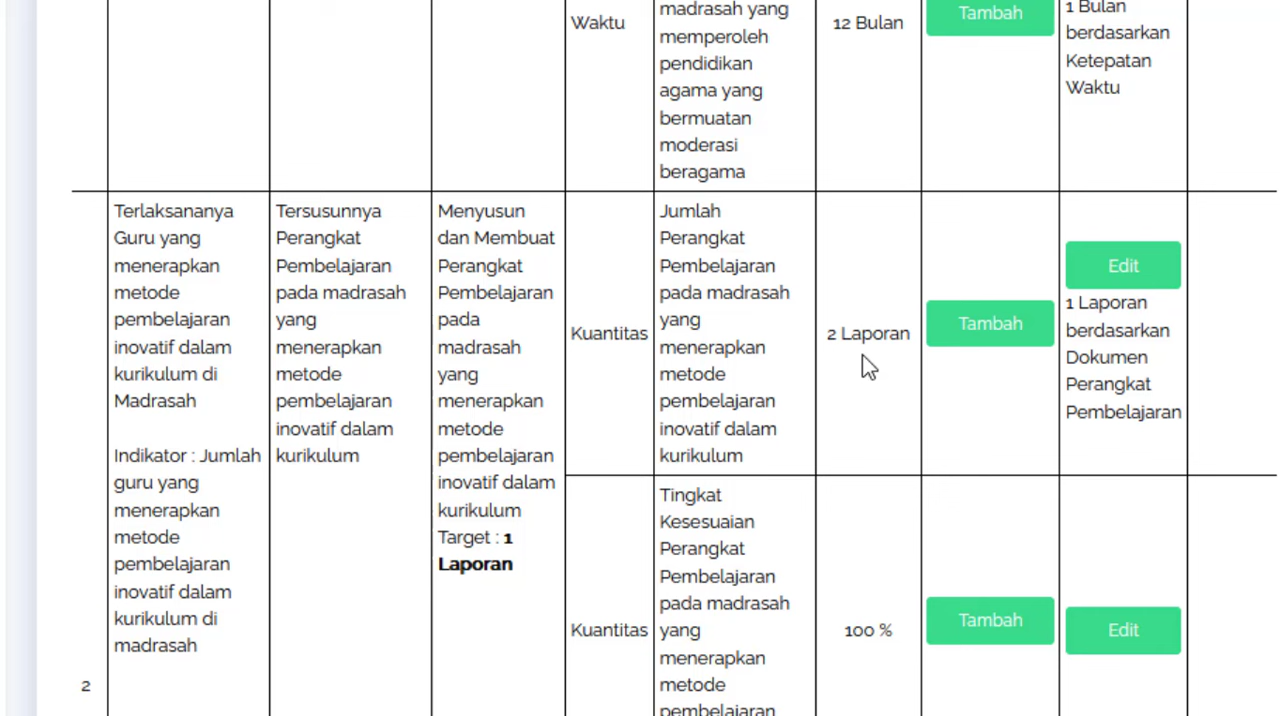 Waktu
madrasah yang
memperoleh
pendidikan
agama yang
bermuatan
moderasi
beragama
12 Bulan
Tambah
1 Bulan
berdasarkan
Ketepatan
Waktu
2
Terlaksananya
Guru yang
menerapkan
metode
pembelajaran
inovatif dalam
kurikulum di
Madrasah
Indikator : Jumlah
guru yang
menerapkan
metode
pembelajaran
inovatif dalam
kurikulum di
madrasah
Tersusunnya
Perangkat
Pembelajaran
pada madrasah
yang
menerapkan
metode
pembelajaran
inovatif dalam
kurikulum
Menyusun
dan Membuat
Perangkat
Pembelajaran
pada
madrasah
yang
menerapkan
metode
pembelajaran
inovatif dalam
kurikulum
Target : 1
Laporan
Kuantitas
Jumlah
Perangkat
Pembelajaran
pada madrasah
yang
menerapkan
metode
pembelajaran
inovatif dalam
kurikulum
2 Laporan
Tambah
Edit
1 Laporan
berdasarkan
Dokumen
Perangkat
Pembelajaran
Kuantitas
Tingkat
Kesesuaian
Perangkat
Pembelajaran
pada madrasah
yang
menerapkan
metode
pembelajaran
100 %
Tambah
Edit